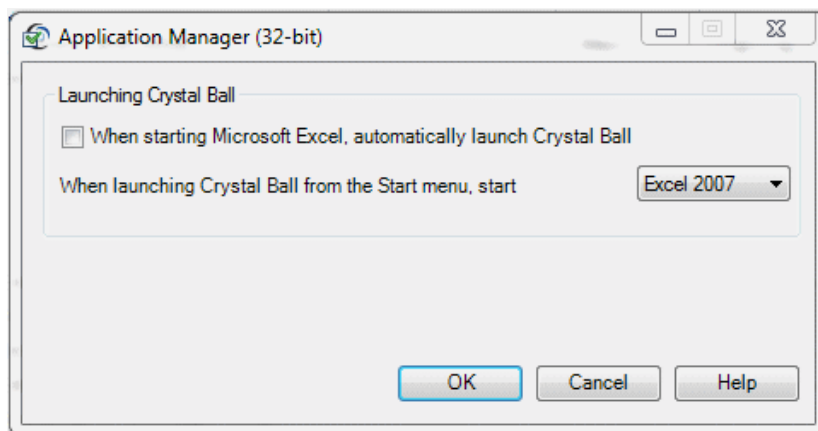 Application Manager (32-bit)
Launching Crystal Ball
When starting Microsoft Excel, automatically launch Crystal Ball
When launching Crystal Ball from the Start menu, start Excel 2007
OK Cancel Help